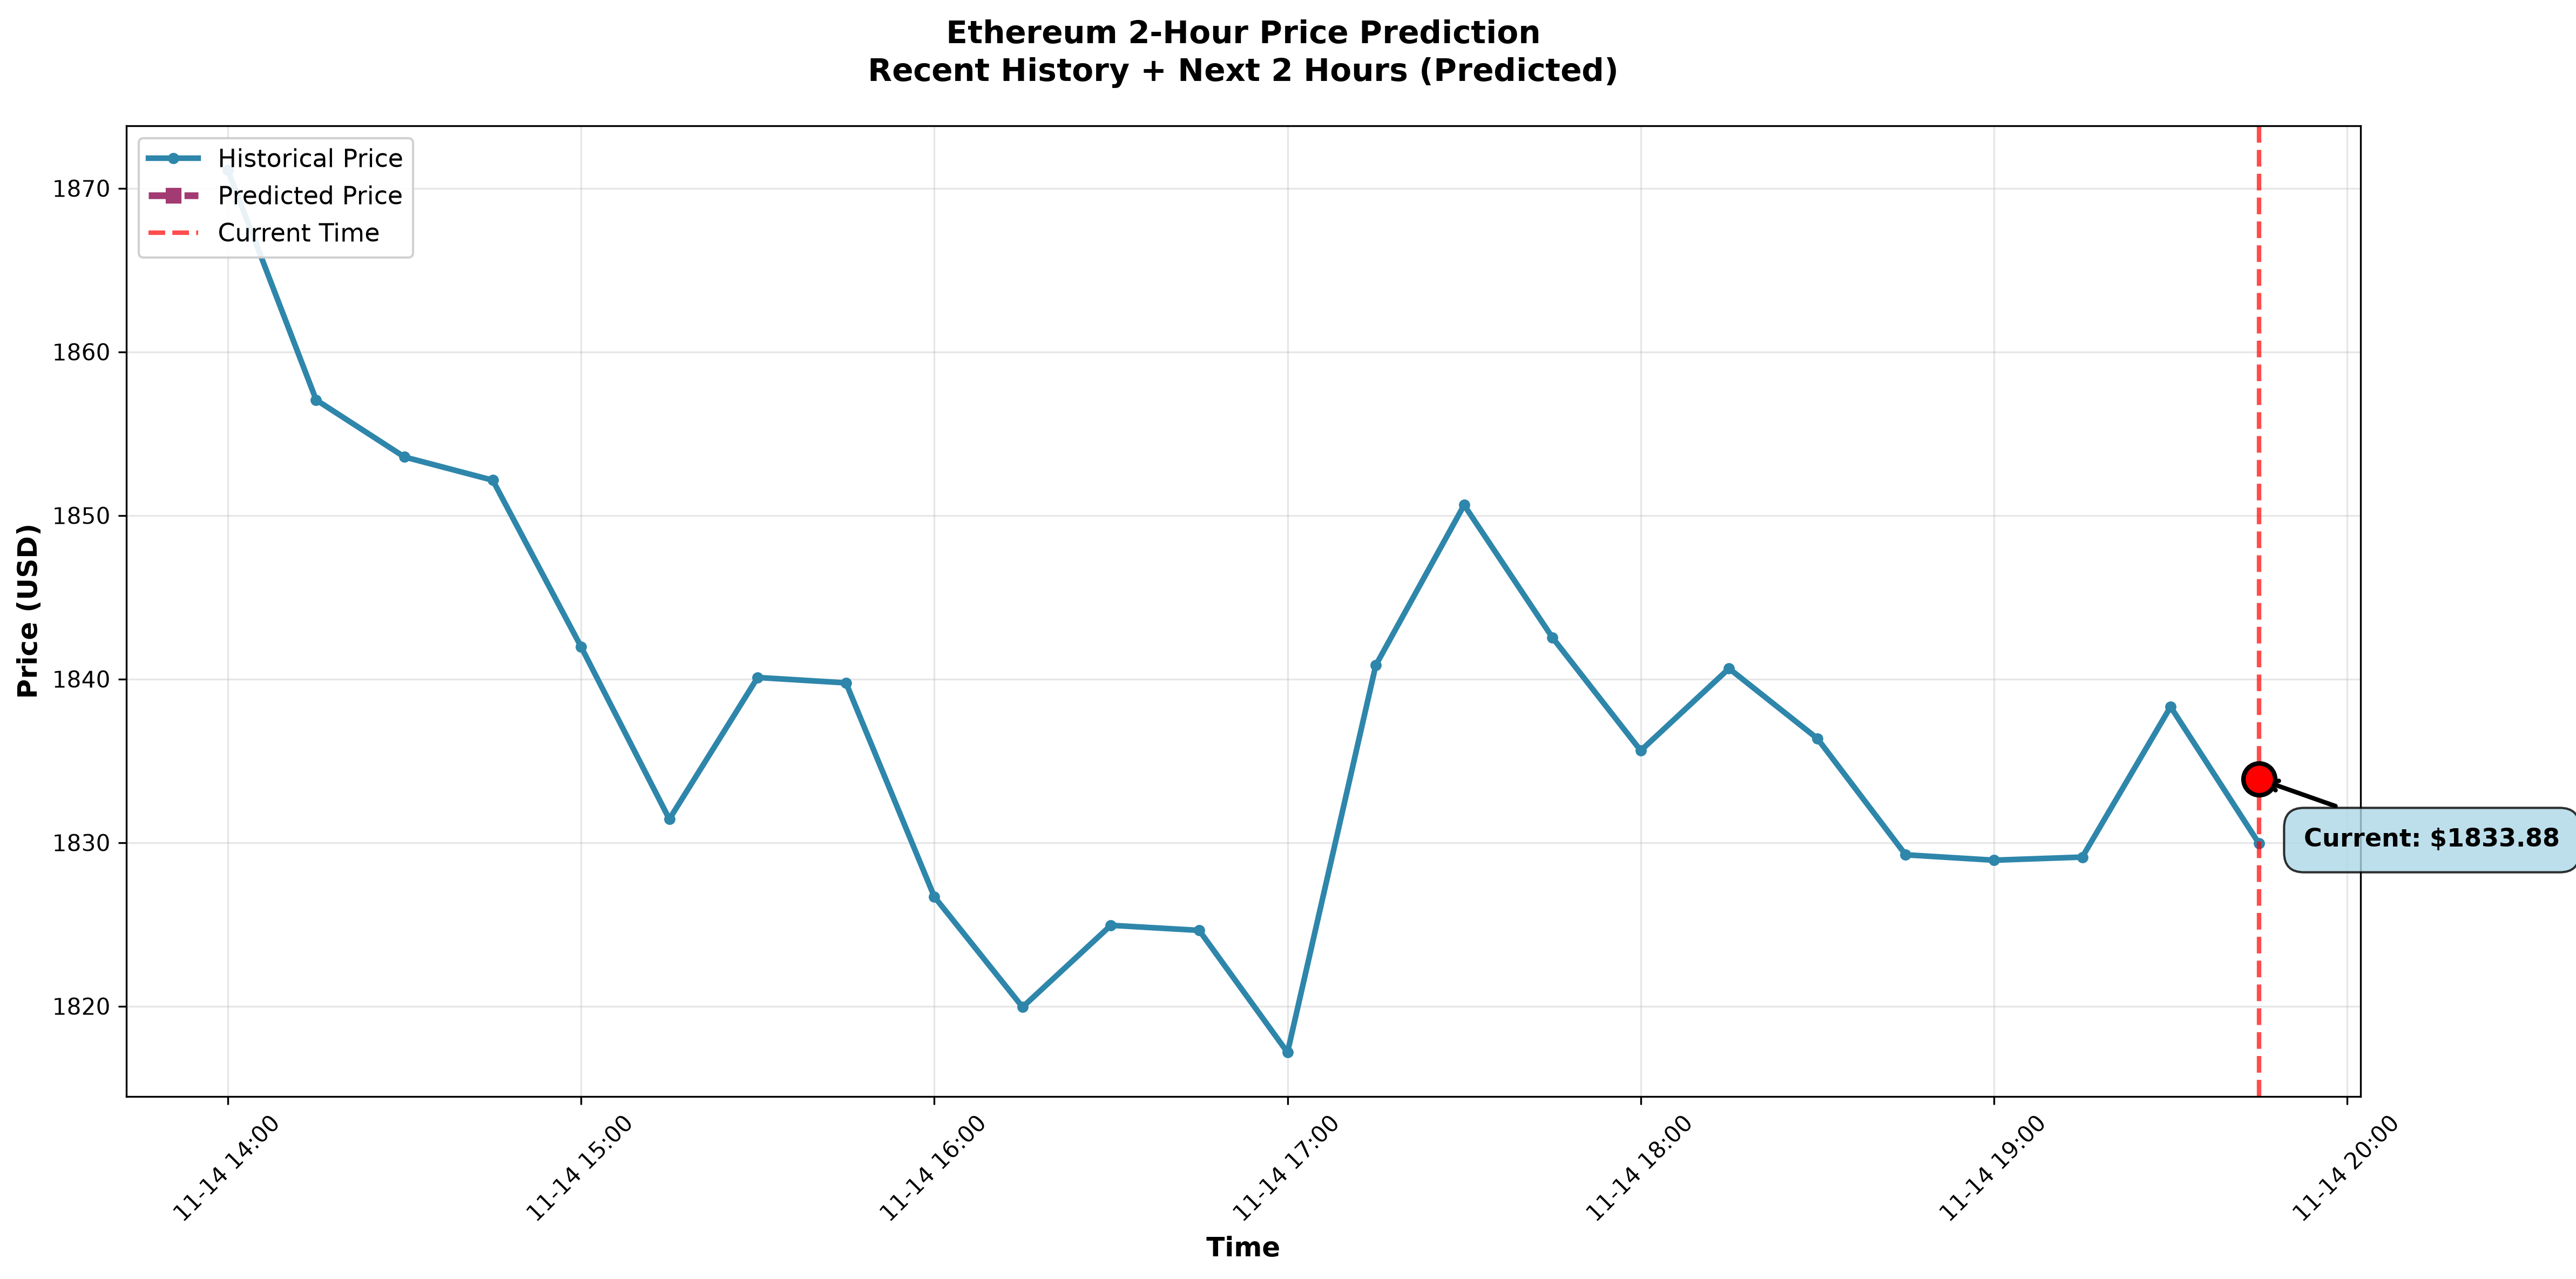 Ethereum 2-Hour Price Prediction
Recent History + Next 2 Hours (Predicted)
Historical Price
Predicted Price
Current Time
1870
1860
1850
1840
1830
1820
Price (USD)
Current: $1833.88
11-14 14:00
11-14 15:00
11-14 16:00
11-14 17:00
11-14 18:00
11-14 19:00
11-14 20:00
Time